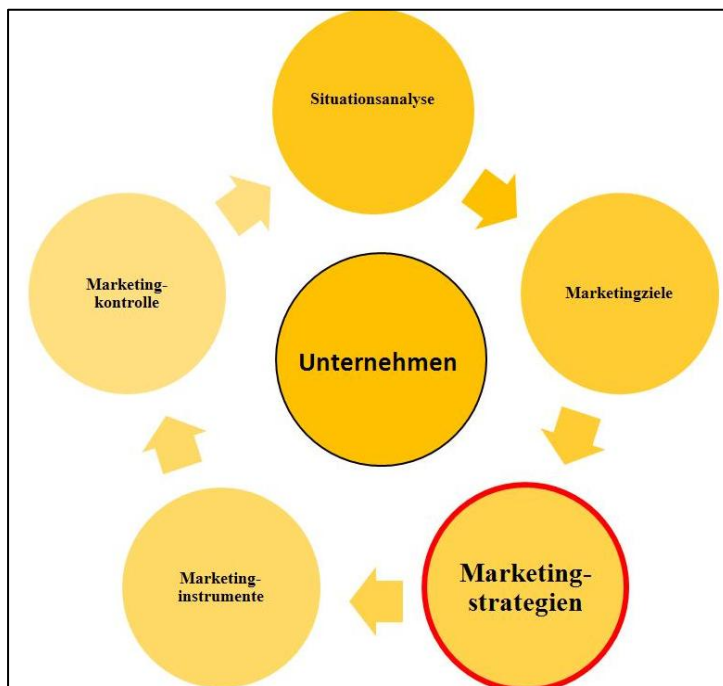 Situationsanalyse
Marketingziele
Marketing-
strategien
Marketing-
instrumente
Marketing-
kontrolle
Unternehmen